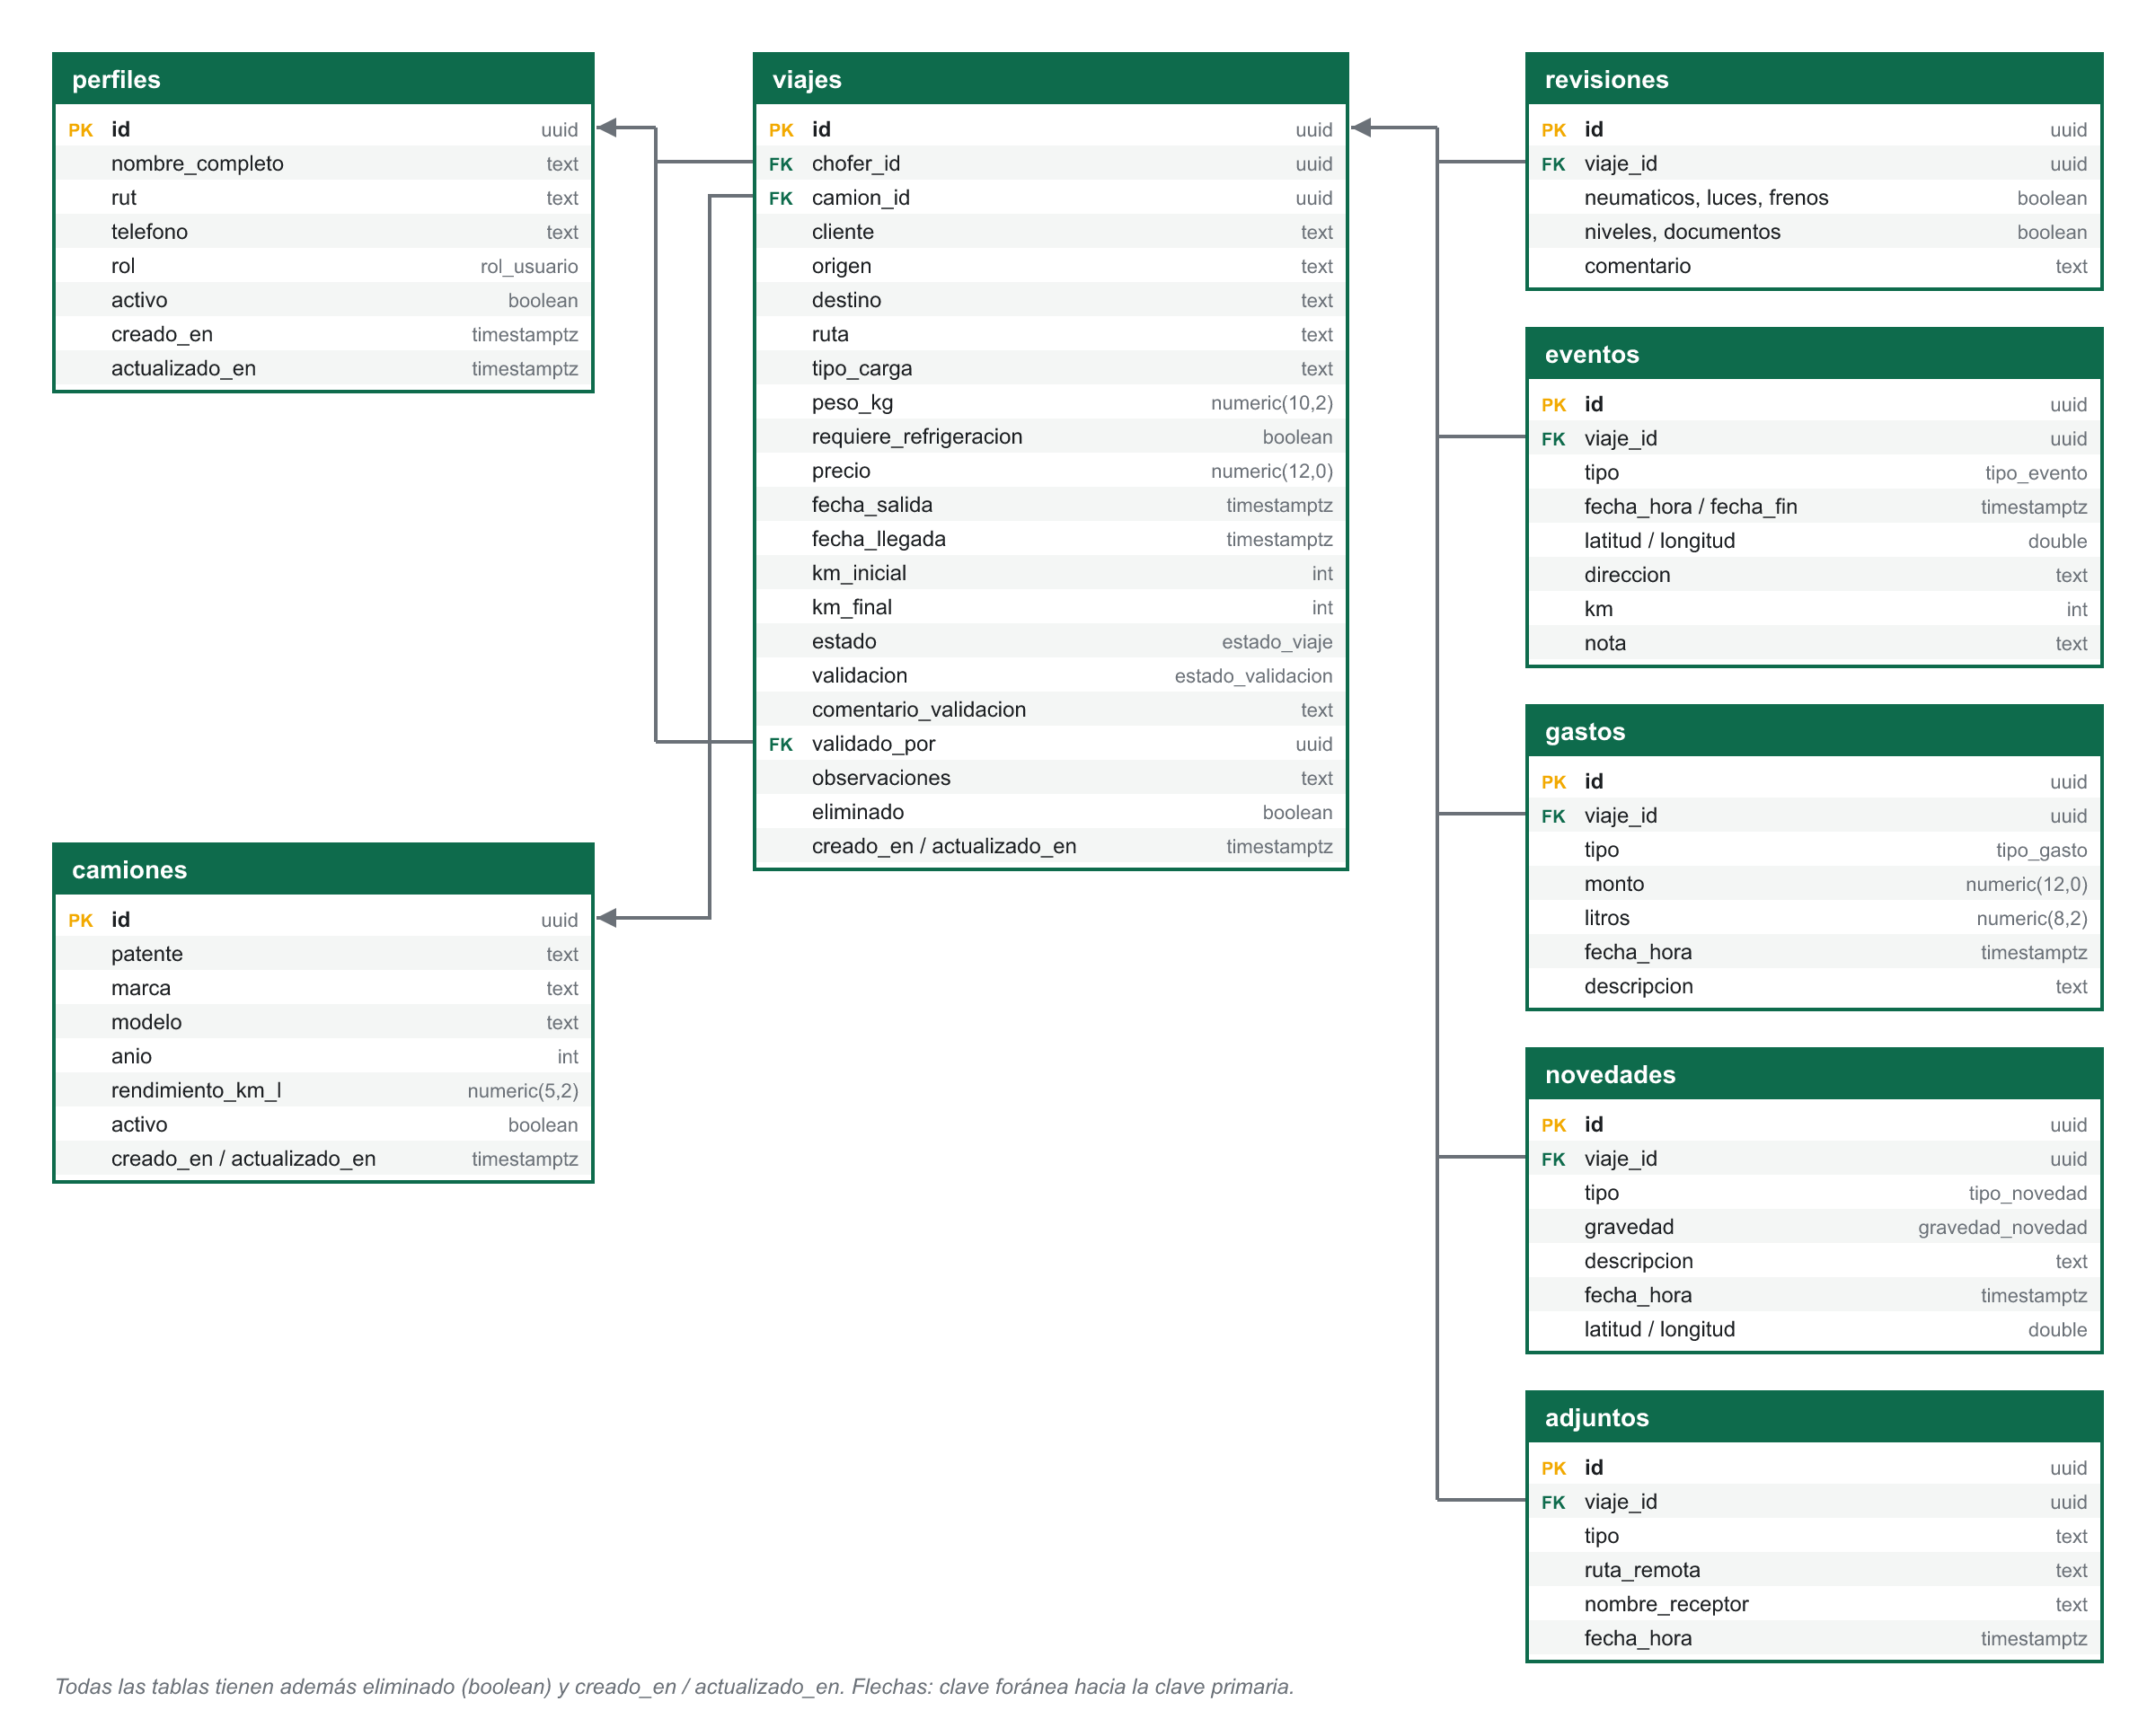 perfiles
PK id uuid
nombre_completo text
rut text
telefono text
rol rol_usuario
activo boolean
creado_en timestamptz
actualizado_en timestamptz
camiones
PK id uuid
patente text
marca text
modelo text
anio int
rendimiento_km_l numeric(5,2)
activo boolean
creado_en / actualizado_en timestamptz
viajes
PK id uuid
FK chofer_id uuid
FK camion_id uuid
cliente text
origen text
destino text
ruta text
tipo_carga text
peso_kg numeric(10,2)
requiere_refrigeracion boolean
precio numeric(12,0)
fecha_salida timestamptz
fecha_llegada timestamptz
km_inicial int
km_final int
estado estado_viaje
validacion estado_validacion
comentario_validacion text
FK validado_por uuid
observaciones text
eliminado boolean
creado_en / actualizado_en timestamptz
revisiones
PK id uuid
FK viaje_id uuid
neumaticos, luces, frenos boolean
niveles, documentos boolean
comentario text
eventos
PK id uuid
FK viaje_id uuid
tipo tipo_evento
fecha_hora / fecha_fin timestamptz
latitud / longitud double
direccion text
km int
nota text
gastos
PK id uuid
FK viaje_id uuid
tipo tipo_gasto
monto numeric(12,0)
litros numeric(8,2)
fecha_hora timestamptz
descripcion text
novedades
PK id uuid
FK viaje_id uuid
tipo tipo_novedad
gravedad gravedad_novedad
descripcion text
fecha_hora timestamptz
latitud / longitud double
adjuntos
PK id uuid
FK viaje_id uuid
tipo text
ruta_remota text
nombre_receptor text
fecha_hora timestamptz
Todas las tablas tienen además eliminado (boolean) y creado_en / actualizado_en. Flechas: clave foránea hacia la clave primaria.